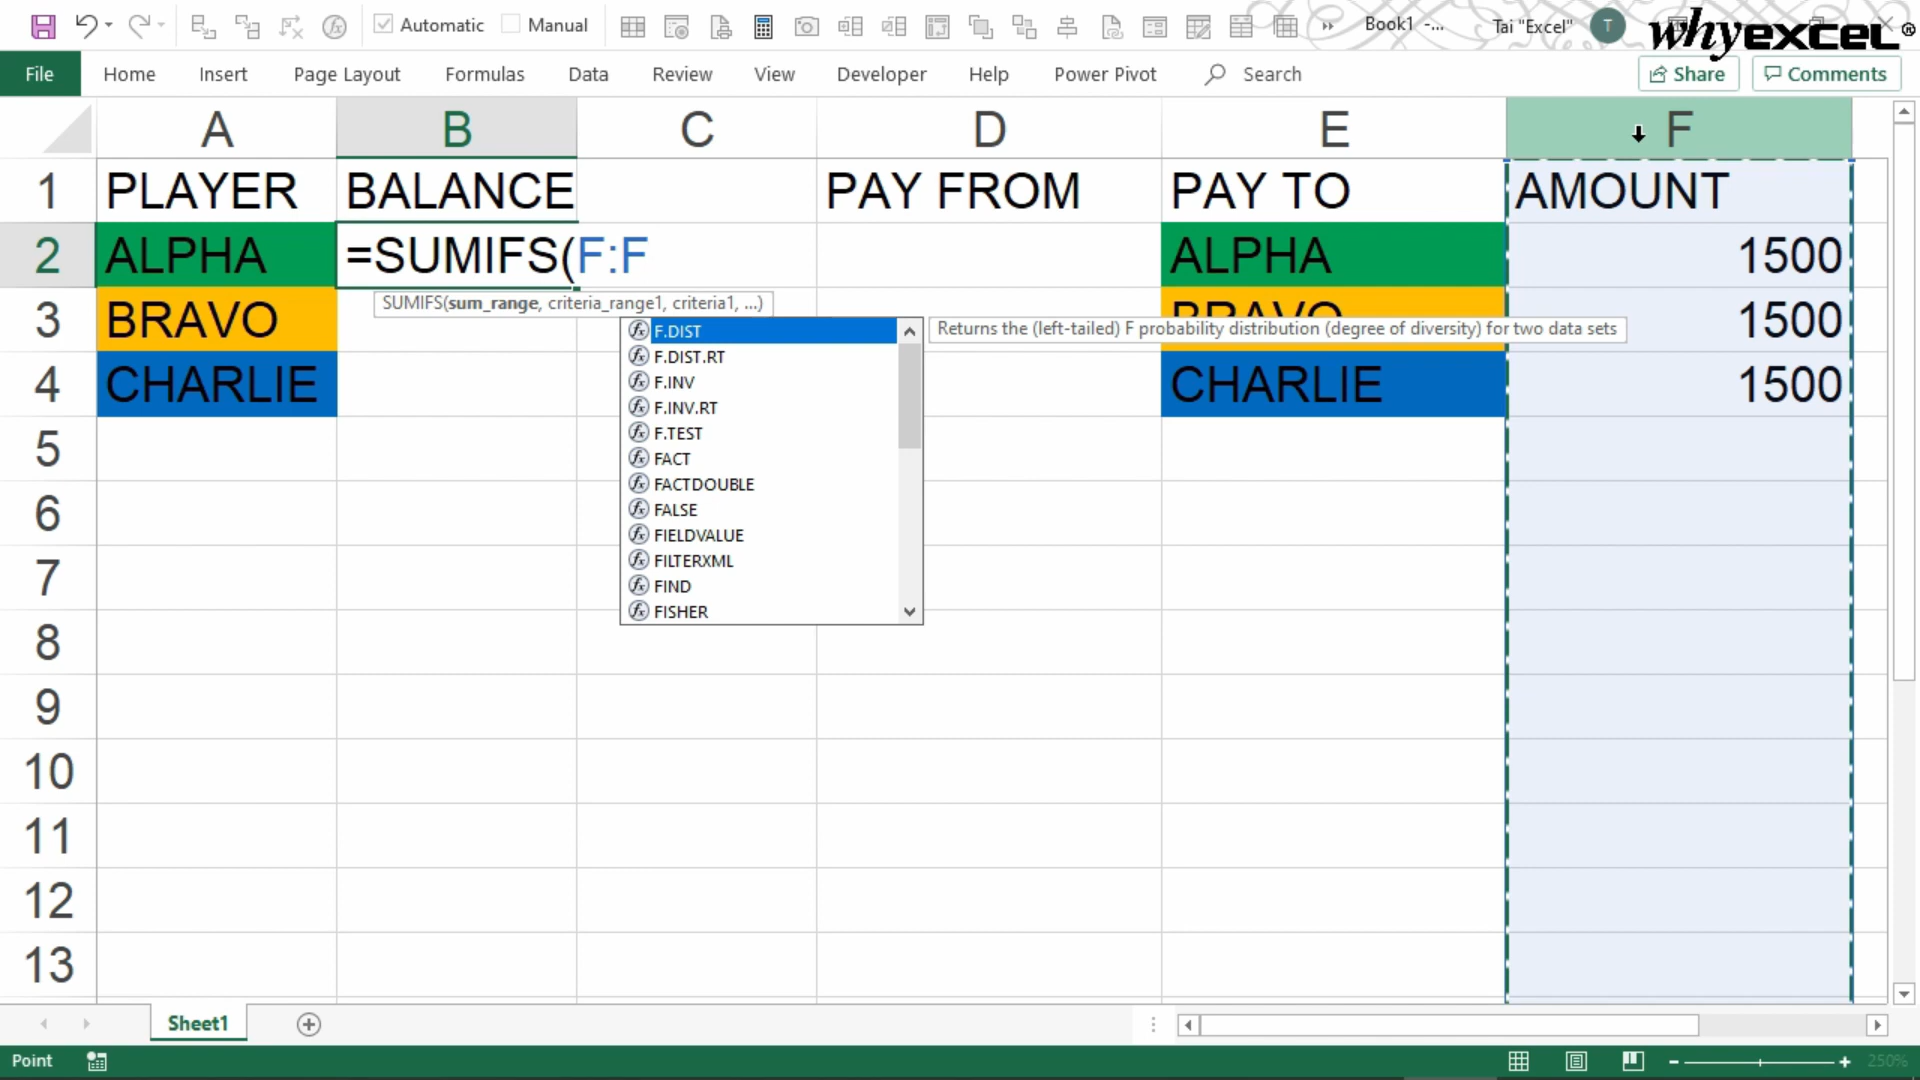 Automatic Manual Book1 -... Tai "Excel" T whyexcel®
File Home Insert Page Layout Formulas Data Review View Developer Help Power Pivot Search Share Comments
A B C D E F
1 PLAYER BALANCE PAY FROM PAY TO AMOUNT
2 ALPHA =SUMIFS(F:F ALPHA 1500
SUMIFS(sum_range, criteria_range1, criteria1, ...)
3 BRAVO BRAVO 1500
F.DIST Returns the (left-tailed) F probability distribution (degree of diversity) for two data sets
F.DIST.RT
4 CHARLIE F.INV CHARLIE 1500
F.INV.RT
F.TEST
5 FACT
FACTDOUBLE
6 FALSE
FIELDVALUE
FILTERXML
7 FIND
FISHER
8
9
10
11
12
13
Sheet1
Point 250%